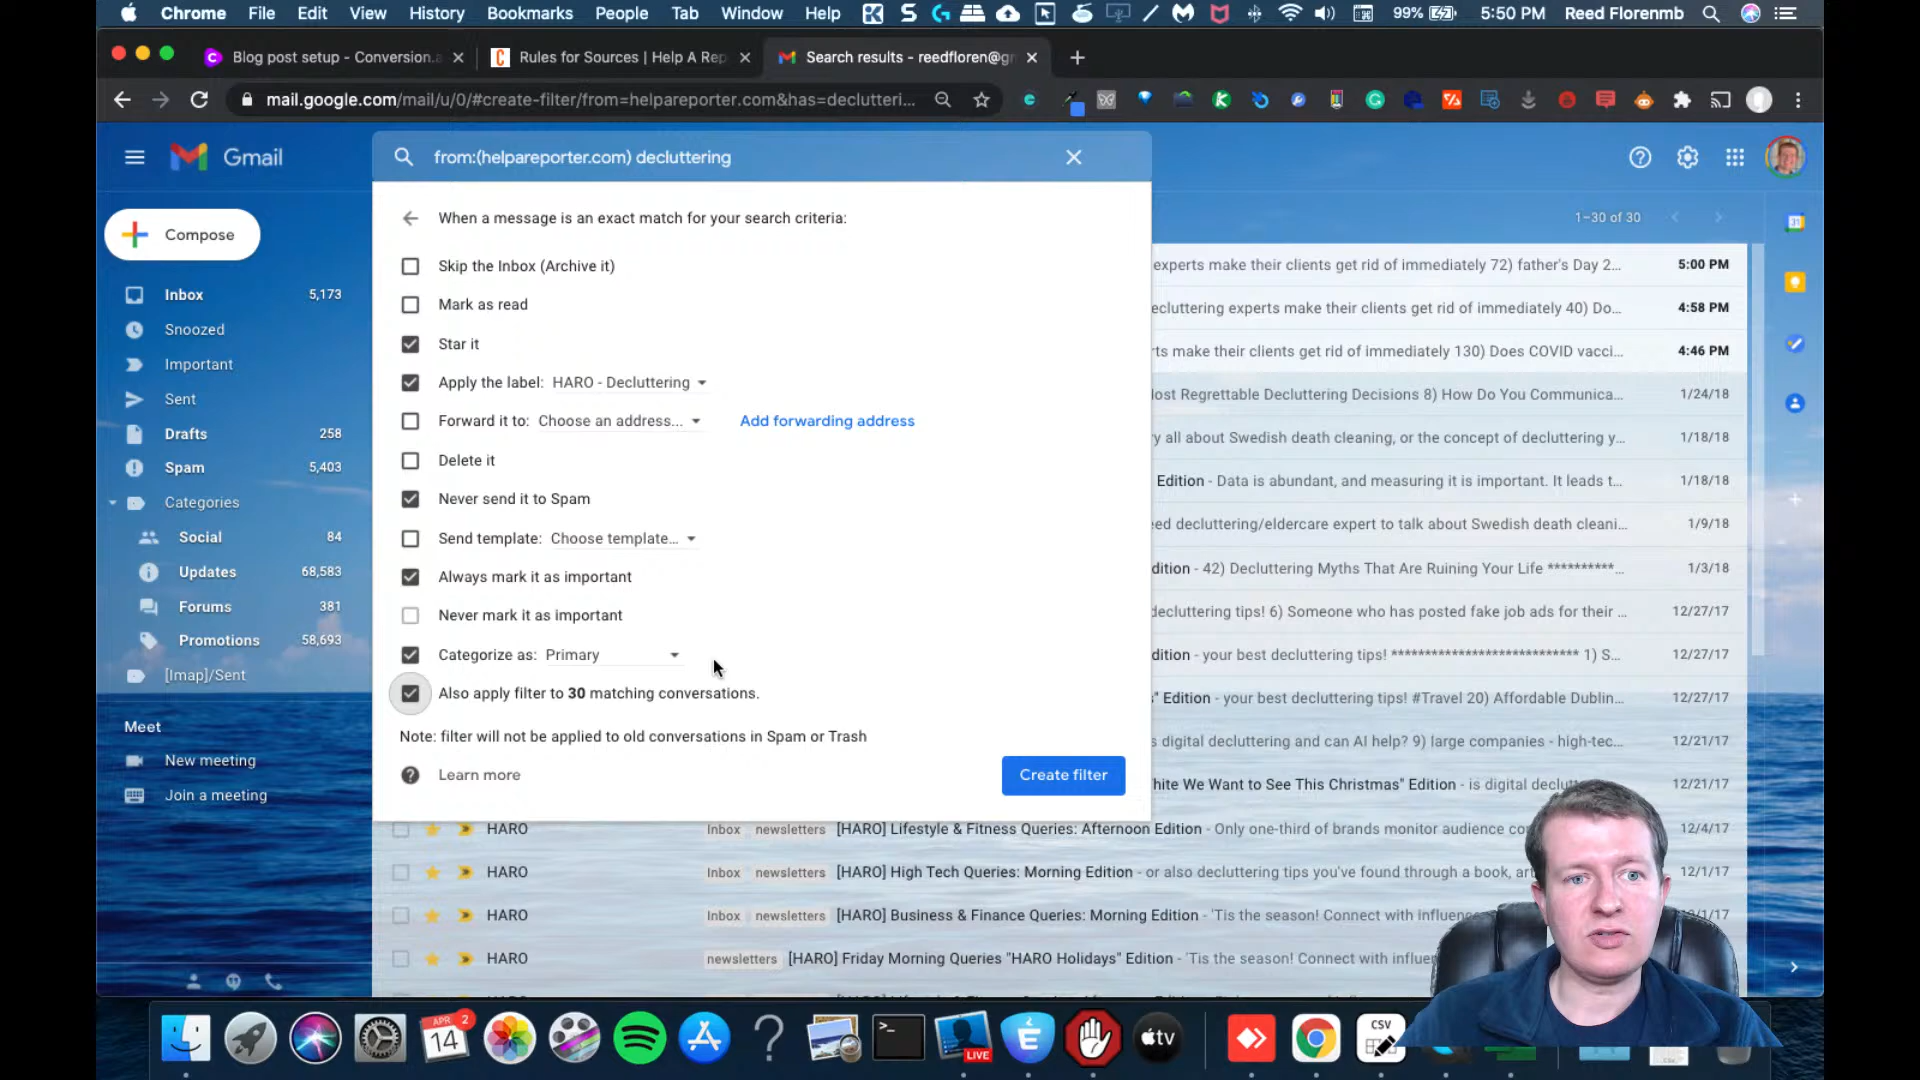 Chrome File Edit View History Bookmarks People Tab Window Help 99% 5:50 PM Reed Florenmb
Blog post setup - Conversion.a
Rules for Sources | Help A Rep
Search results - reedfloren@gm
mail.google.com/mail/u/0/#create-filter/from=helpareporter.com&has=declutteri...
Gmail
from:(helpareporter.com) decluttering
Compose
Inbox 5,173
Snoozed
Important
Sent
Drafts 258
Spam 5,403
Categories
Social 84
Updates 68,583
Forums 381
Promotions 58,693
[Imap]/Sent
Meet
New meeting
Join a meeting
When a message is an exact match for your search criteria:
Skip the Inbox (Archive it)
Mark as read
Star it
Apply the label: HARO - Decluttering
Forward it to: Choose an address... Add forwarding address
Delete it
Never send it to Spam
Send template: Choose template...
Always mark it as important
Never mark it as important
Categorize as: Primary
Also apply filter to 30 matching conversations.
Note: filter will not be applied to old conversations in Spam or Trash
Learn more
Create filter
1–30 of 30
experts make their clients get rid of immediately 72) father's Day 2... 5:00 PM
ecluttering experts make their clients get rid of immediately 40) Do... 4:58 PM
rts make their clients get rid of immediately 130) Does COVID vacci... 4:46 PM
lost Regrettable Decluttering Decisions 8) How Do You Communica... 1/24/18
ry all about Swedish death cleaning, or the concept of decluttering y... 1/18/18
Edition - Data is abundant, and measuring it is important. It leads t... 1/18/18
ed decluttering/eldercare expert to talk about Swedish death cleani... 1/9/18
dition - 42) Decluttering Myths That Are Ruining Your Life **********... 1/3/18
decluttering tips! 6) Someone who has posted fake job ads for their ... 12/27/17
dition - your best decluttering tips! *************************** 1) S... 12/27/17
" Edition - your best decluttering tips! #Travel 20) Affordable Dublin... 12/27/17
s digital decluttering and can AI help? 9) large companies - high-tec... 12/21/17
hite We Want to See This Christmas" Edition - is digital declut 12/21/17
HARO Inbox newsletters [HARO] Lifestyle & Fitness Queries: Afternoon Edition - Only one-third of brands monitor audience co 12/4/17
HARO Inbox newsletters [HARO] High Tech Queries: Morning Edition - or also decluttering tips you've found through a book, ar 12/1/17
HARO Inbox newsletters [HARO] Business & Finance Queries: Morning Edition - 'Tis the season! Connect with influenc /1/17
HARO newsletters [HARO] Friday Morning Queries "HARO Holidays" Edition - 'Tis the season! Connect with influen
APR 2
14
LIVE
tv
CSV